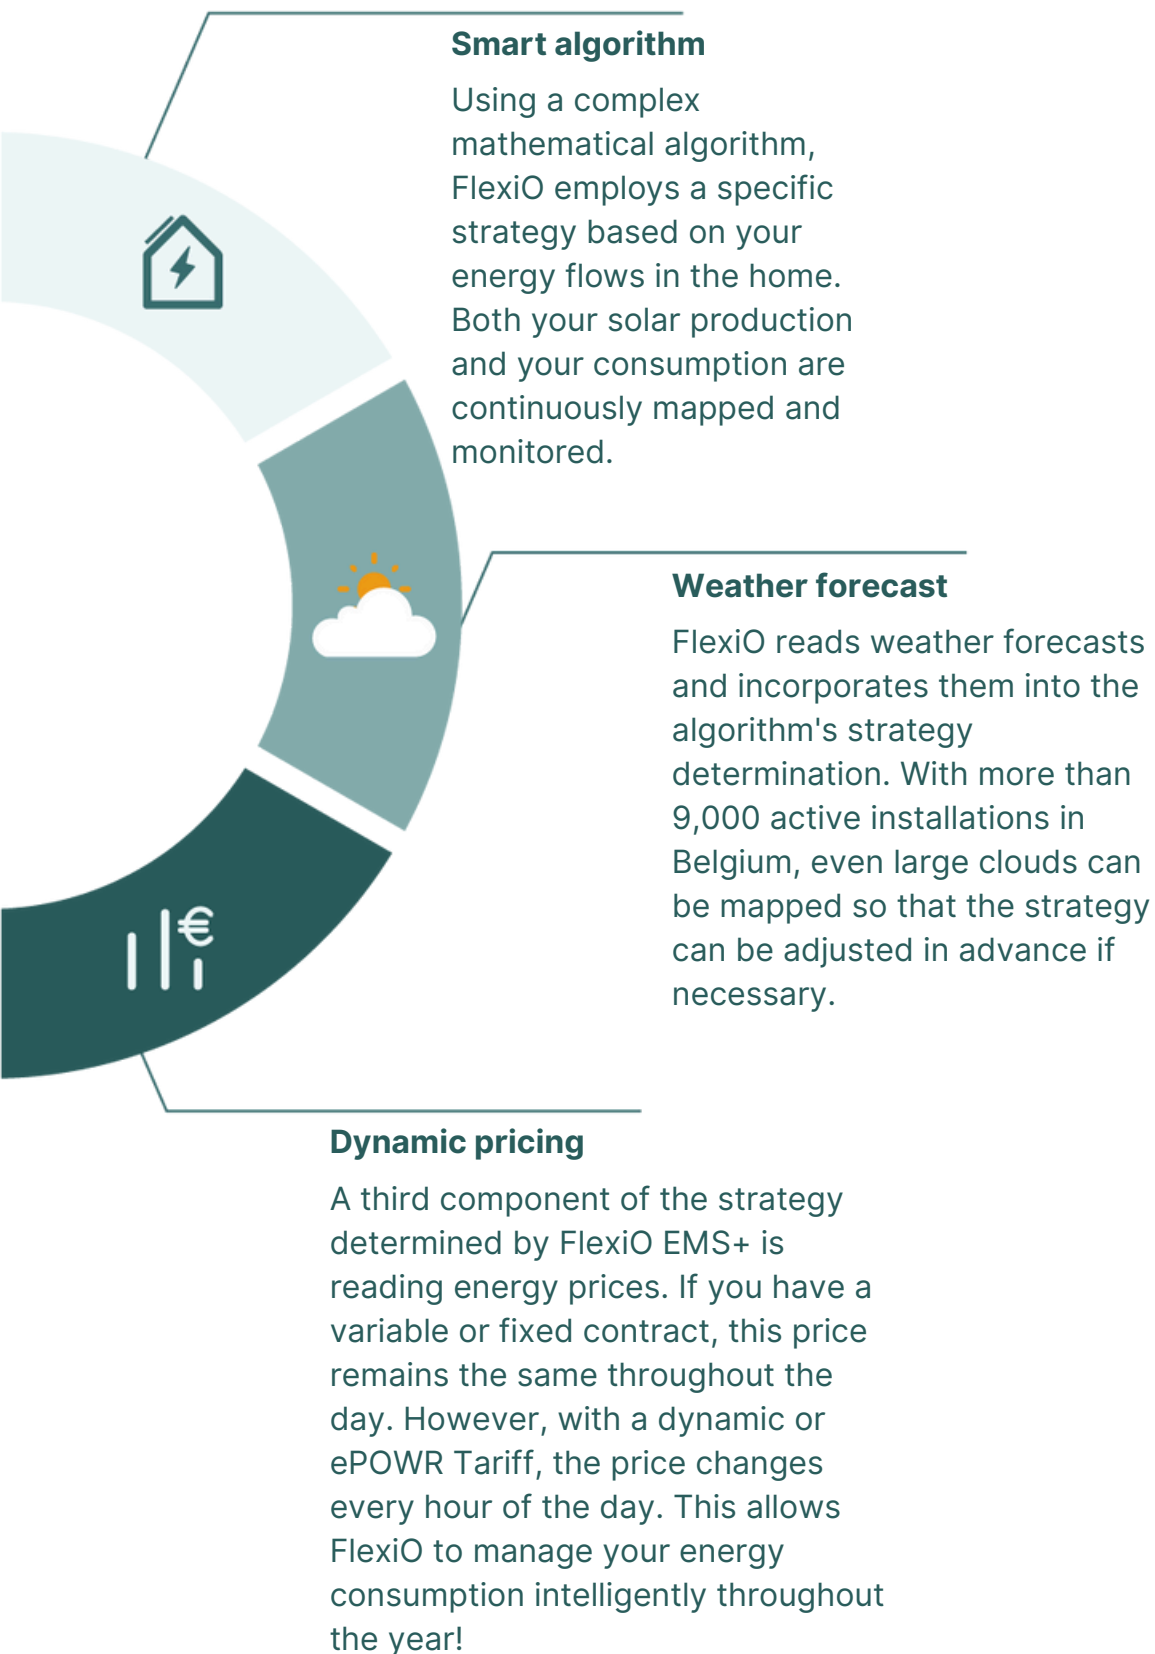 Smart algorithm
Using a complex
mathematical algorithm,
FlexiO employs a specific
strategy based on your
energy flows in the home.
Both your solar production
and your consumption are
continuously mapped and
monitored.
Weather forecast
FlexiO reads weather forecasts
and incorporates them into the
algorithm's strategy
determination. With more than
9,000 active installations in
Belgium, even large clouds can
be mapped so that the strategy
can be adjusted in advance if
necessary.
€
Dynamic pricing
A third component of the strategy
determined by FlexiO EMS+ is
reading energy prices. If you have a
variable or fixed contract, this price
remains the same throughout the
day. However, with a dynamic or
ePOWR Tariff, the price changes
every hour of the day. This allows
FlexiO to manage your energy
consumption intelligently throughout
the year!